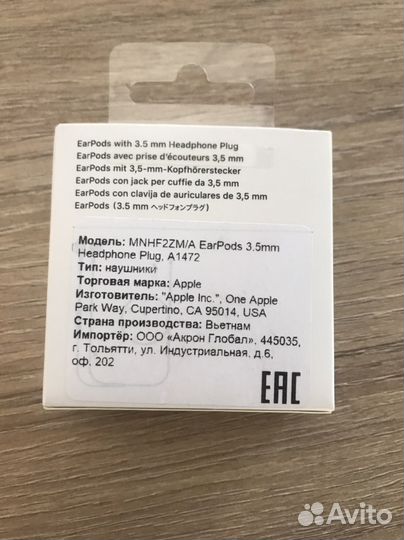 EarPods with 3.5 mm Headphone Plug
EarPods avec prise d'écouteurs 3,5 mm
EarPods mit 3,5-mm-Kopfhörerstecker
EarPods con jack per cuffie da 3,5 mm
EarPods con clavija de auriculares de 3,5 mm
EarPods (3.5 mm ヘッドフォンプラグ)
Модель: MNHF2ZM/A EarPods 3.5mm
Headphone Plug, A1472
Тип: наушники
Торговая марка: Apple
Изготовитель: "Apple Inc.", One Apple
Park Way, Cupertino, CA 95014, USA
Страна производства: Вьетнам
Импортёр: ООО «Акрон Глобал», 445035,
г. Тольятти, ул. Индустриальная, д.6,
оф. 202
EAC
Avito